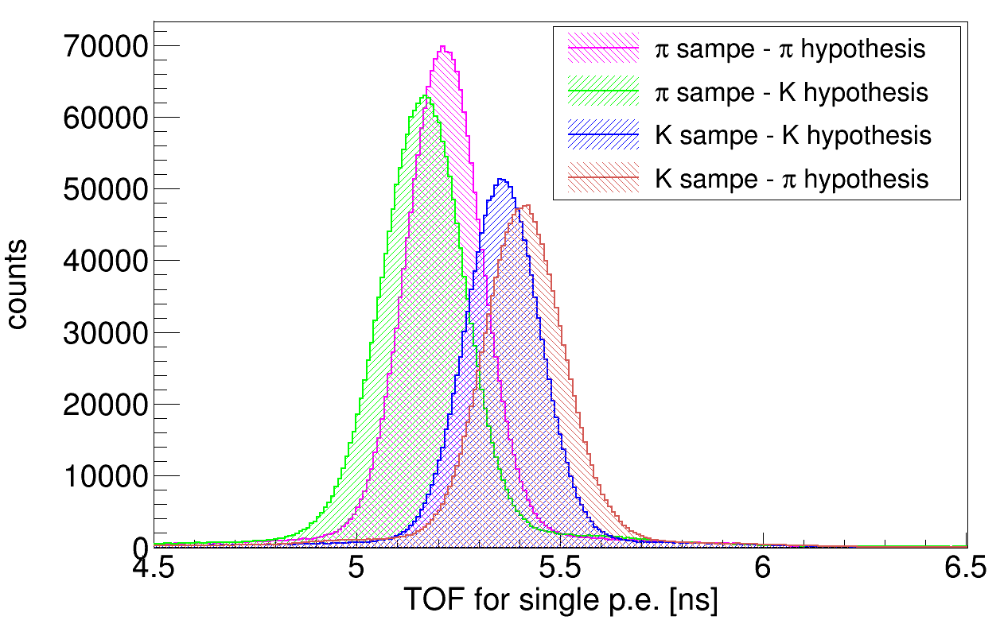 70000
60000
50000
40000
30000
20000
10000
0
counts
4.5 5 5.5 6 6.5
TOF for single p.e. [ns]
π sampe - π hypothesis
π sampe - K hypothesis
K sampe - K hypothesis
K sampe - π hypothesis